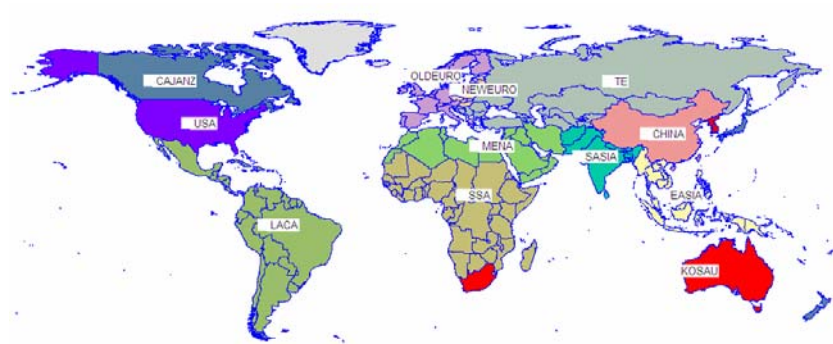 CAJANZ
OLDEURO
NEWEURO
TE
USA
MENA
CHINA
SASIA
SSA
EASIA
LACA
KOSAU